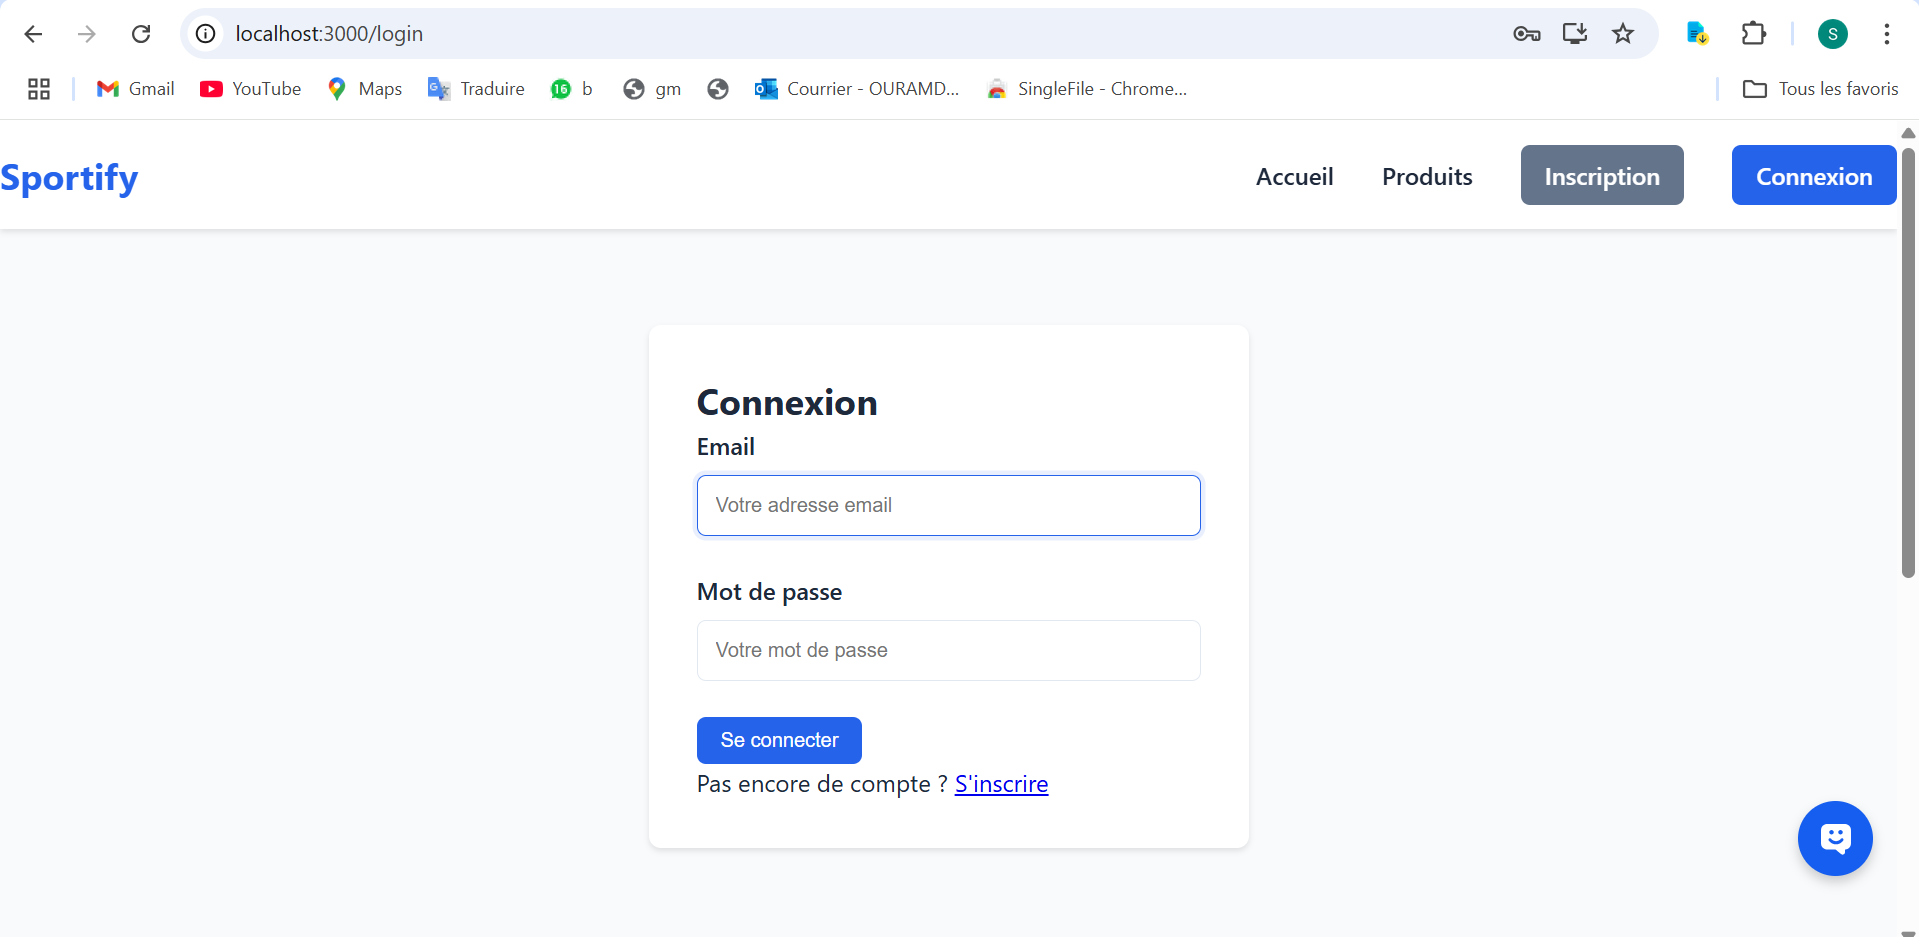 localhost:3000/login
S
Gmail YouTube Maps Traduire 16 b gm Courrier - OURAMD... SingleFile - Chrome... Tous les favoris
Sportify Accueil Produits Inscription Connexion
Connexion
Email
Votre adresse email
Mot de passe
Votre mot de passe
Se connecter
Pas encore de compte ? S'inscrire